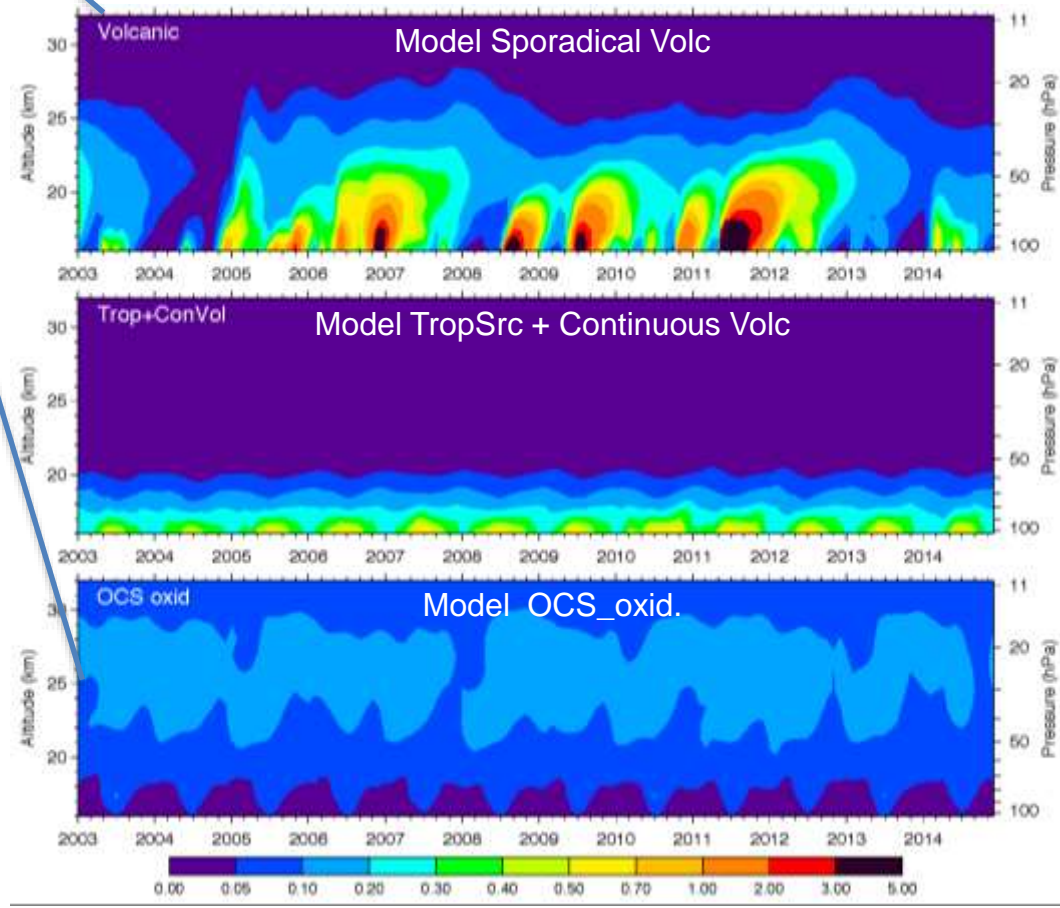 Volcanic
Model Sporadical Volc
30
25
20
Altitude (km)
11
20
50
100
Pressure (hPa)
2003 2004 2005 2006 2007 2008 2009 2010 2011 2012 2013 2014
Trop+ConVol
Model TropSrc + Continuous Volc
30
25
20
Altitude (km)
11
20
50
100
Pressure (hPa)
2003 2004 2005 2006 2007 2008 2009 2010 2011 2012 2013 2014
OCS oxid
Model OCS_oxid.
30
25
20
Altitude (km)
11
20
50
100
Pressure (hPa)
2003 2004 2005 2006 2007 2008 2009 2010 2011 2012 2013 2014
0.00 0.05 0.10 0.20 0.30 0.40 0.50 0.70 1.00 2.00 3.00 5.00